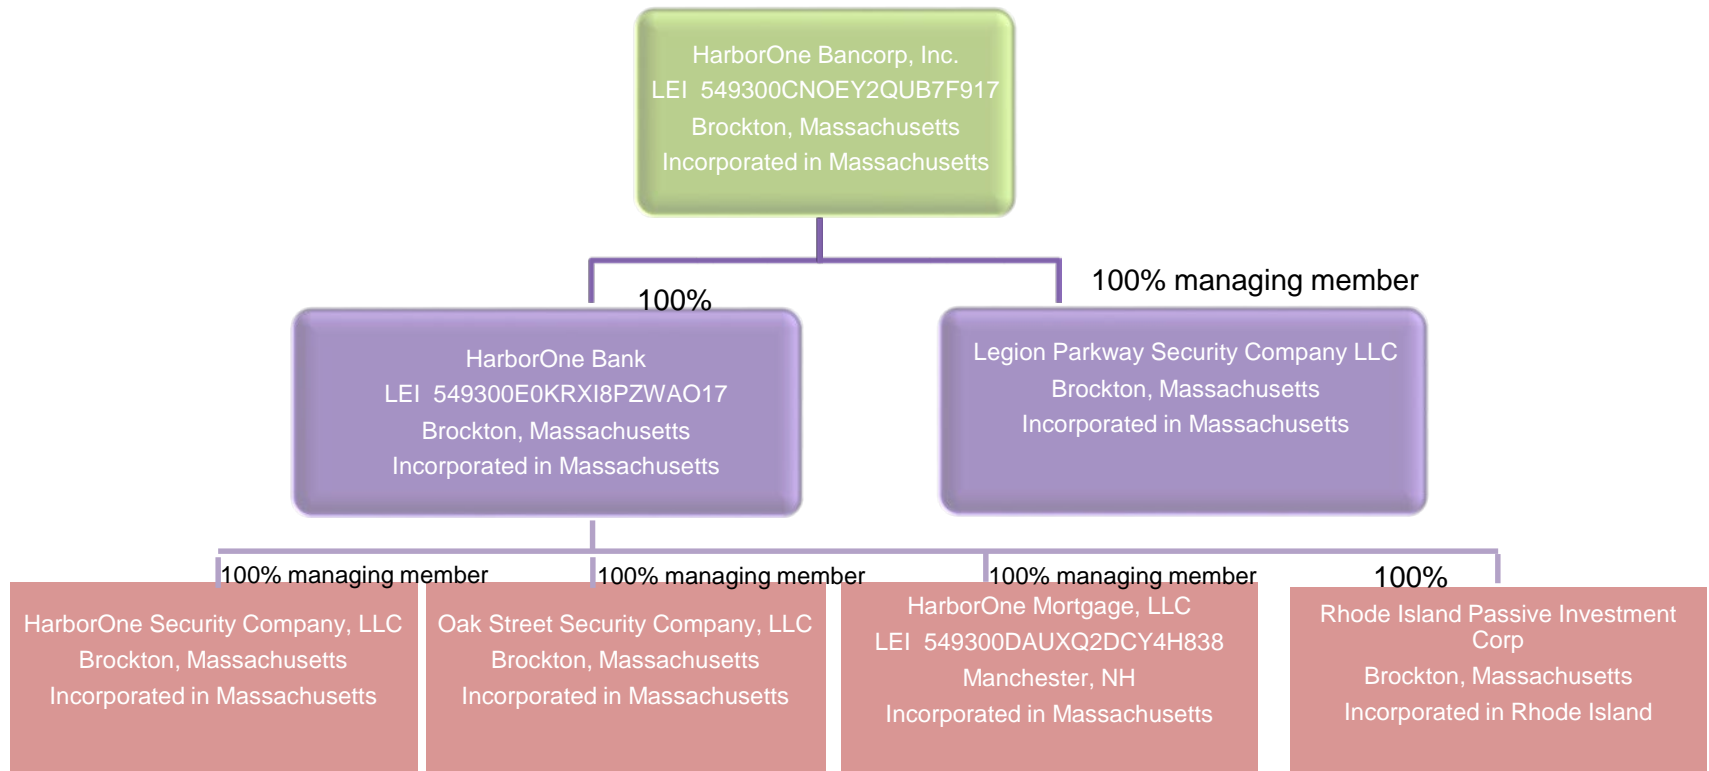 HarborOne Bancorp, Inc.
LEI 549300CNOEY2QUB7F917
Brockton, Massachusetts
Incorporated in Massachusetts
100%
100% managing member
HarborOne Bank
LEI 549300E0KRXI8PZWAO17
Brockton, Massachusetts
Incorporated in Massachusetts
Legion Parkway Security Company LLC
Brockton, Massachusetts
Incorporated in Massachusetts
100% managing member
100% managing member
100% managing member
100%
HarborOne Security Company, LLC
Brockton, Massachusetts
Incorporated in Massachusetts
Oak Street Security Company, LLC
Brockton, Massachusetts
Incorporated in Massachusetts
HarborOne Mortgage, LLC
LEI 549300DAUXQ2DCY4H838
Manchester, NH
Incorporated in Massachusetts
Rhode Island Passive Investment
Corp
Brockton, Massachusetts
Incorporated in Rhode Island